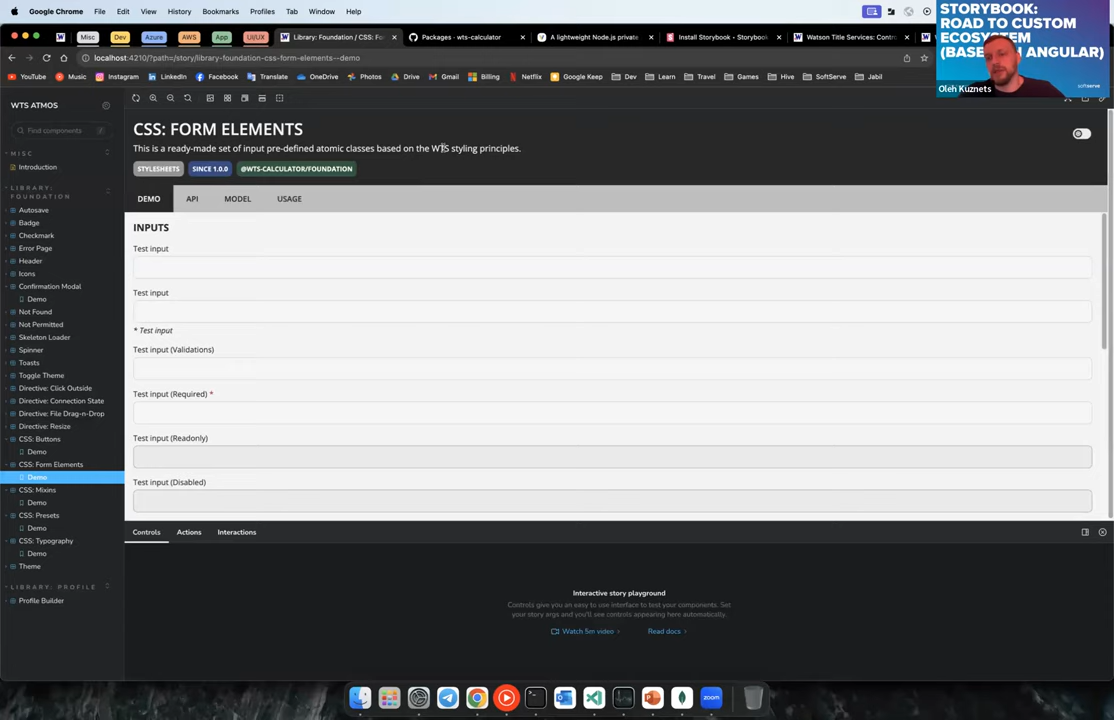 Google Chrome File Edit View History Bookmarks Profiles Tab Window Help
STORYBOOK:
ROAD TO CUSTOM
ECOSYSTEM
(BASED ANGULAR)
Oleh Kuznets
softserve
Misc Dev Azure AWS App UI/UX Library: Foundation / CSS: Fo Packages · wts-calculator A lightweight Node.js private Install Storybook • Storybook Watson Title Services: Control
localhost:4210/?path=/story/library-foundation-css-form-elements--demo
YouTube Music Instagram LinkedIn Facebook Translate OneDrive Photos Drive Gmail Billing Netflix Google Keep Dev Learn Travel Games Hive SoftServe Jabil
WTS ATMOS
Find components /
MISC
Introduction
LIBRARY:
FOUNDATION
Autosave
Badge
Checkmark
Error Page
Header
Icons
Confirmation Modal
Demo
Not Found
Not Permitted
Skeleton Loader
Spinner
Toasts
Toggle Theme
Directive: Click Outside
Directive: Connection State
Directive: File Drag-n-Drop
Directive: Resize
CSS: Buttons
Demo
CSS: Form Elements
Demo
CSS: Mixins
Demo
CSS: Presets
Demo
CSS: Typography
Demo
Theme
LIBRARY: PROFILE
Profile Builder
CSS: FORM ELEMENTS
This is a ready-made set of input pre-defined atomic classes based on the WTS styling principles.
STYLESHEETS SINCE 1.0.0 @WTS-CALCULATOR/FOUNDATION
DEMO API MODEL USAGE
INPUTS
Test input
Test input
* Test input
Test input (Validations)
Test input (Required) *
Test input (Readonly)
Test input (Disabled)
Controls Actions Interactions
Interactive story playground
Controls give you an easy to use interface to test your components. Set
your story args and you'll see controls appearing here automatically.
Watch 5m video Read docs
zoom